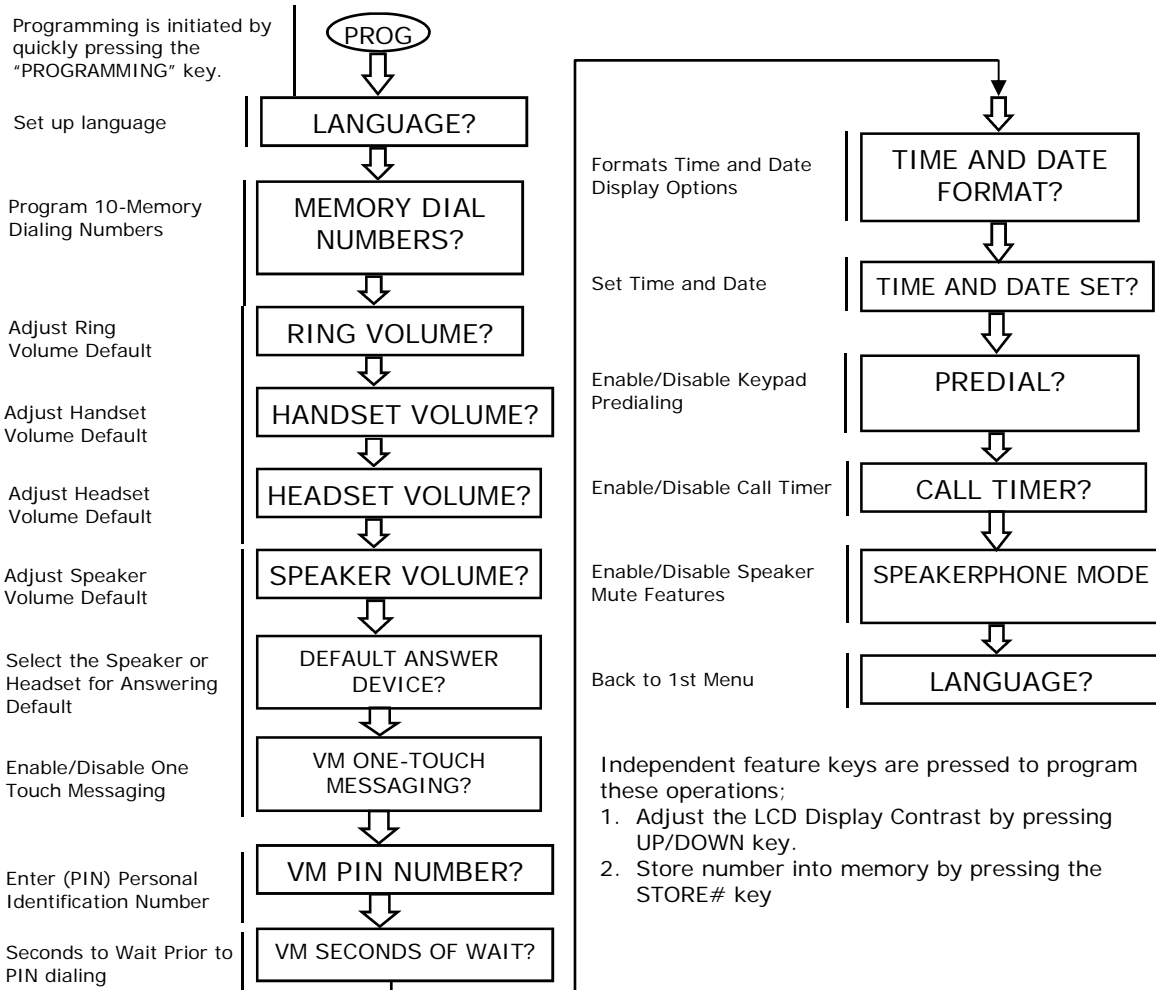 Programming is initiated by
quickly pressing the
“PROGRAMMING” key.
PROG
Set up language
LANGUAGE?
Program 10-Memory
Dialing Numbers
MEMORY DIAL
NUMBERS?
Adjust Ring
Volume Default
RING VOLUME?
Adjust Handset
Volume Default
HANDSET VOLUME?
Adjust Headset
Volume Default
HEADSET VOLUME?
Adjust Speaker
Volume Default
SPEAKER VOLUME?
Select the Speaker or
Headset for Answering
Default
DEFAULT ANSWER
DEVICE?
Enable/Disable One
Touch Messaging
VM ONE-TOUCH
MESSAGING?
Enter (PIN) Personal
Identification Number
VM PIN NUMBER?
Seconds to Wait Prior to
PIN dialing
VM SECONDS OF WAIT?
Formats Time and Date
Display Options
TIME AND DATE
FORMAT?
Set Time and Date
TIME AND DATE SET?
Enable/Disable Keypad
Predialing
PREDIAL?
Enable/Disable Call Timer
CALL TIMER?
Enable/Disable Speaker
Mute Features
SPEAKERPHONE MODE
Back to 1st Menu
LANGUAGE?
Independent feature keys are pressed to program
these operations;
1. Adjust the LCD Display Contrast by pressing
UP/DOWN key.
2. Store number into memory by pressing the
STORE# key